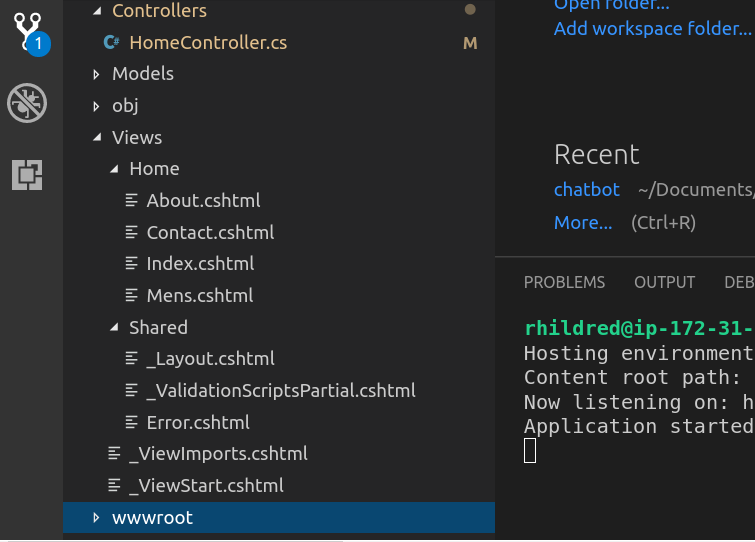 1
Controllers
C# HomeController.cs M
Models
obj
Views
Home
About.cshtml
Contact.cshtml
Index.cshtml
Mens.cshtml
Shared
_Layout.cshtml
_ValidationScriptsPartial.cshtml
Error.cshtml
_ViewImports.cshtml
_ViewStart.cshtml
wwwroot
Open folder...
Add workspace folder...
Recent
chatbot ~/Documents/
More... (Ctrl+R)
PROBLEMS OUTPUT DEB
rhildred@ip-172-31-
Hosting environment
Content root path:
Now listening on: h
Application started